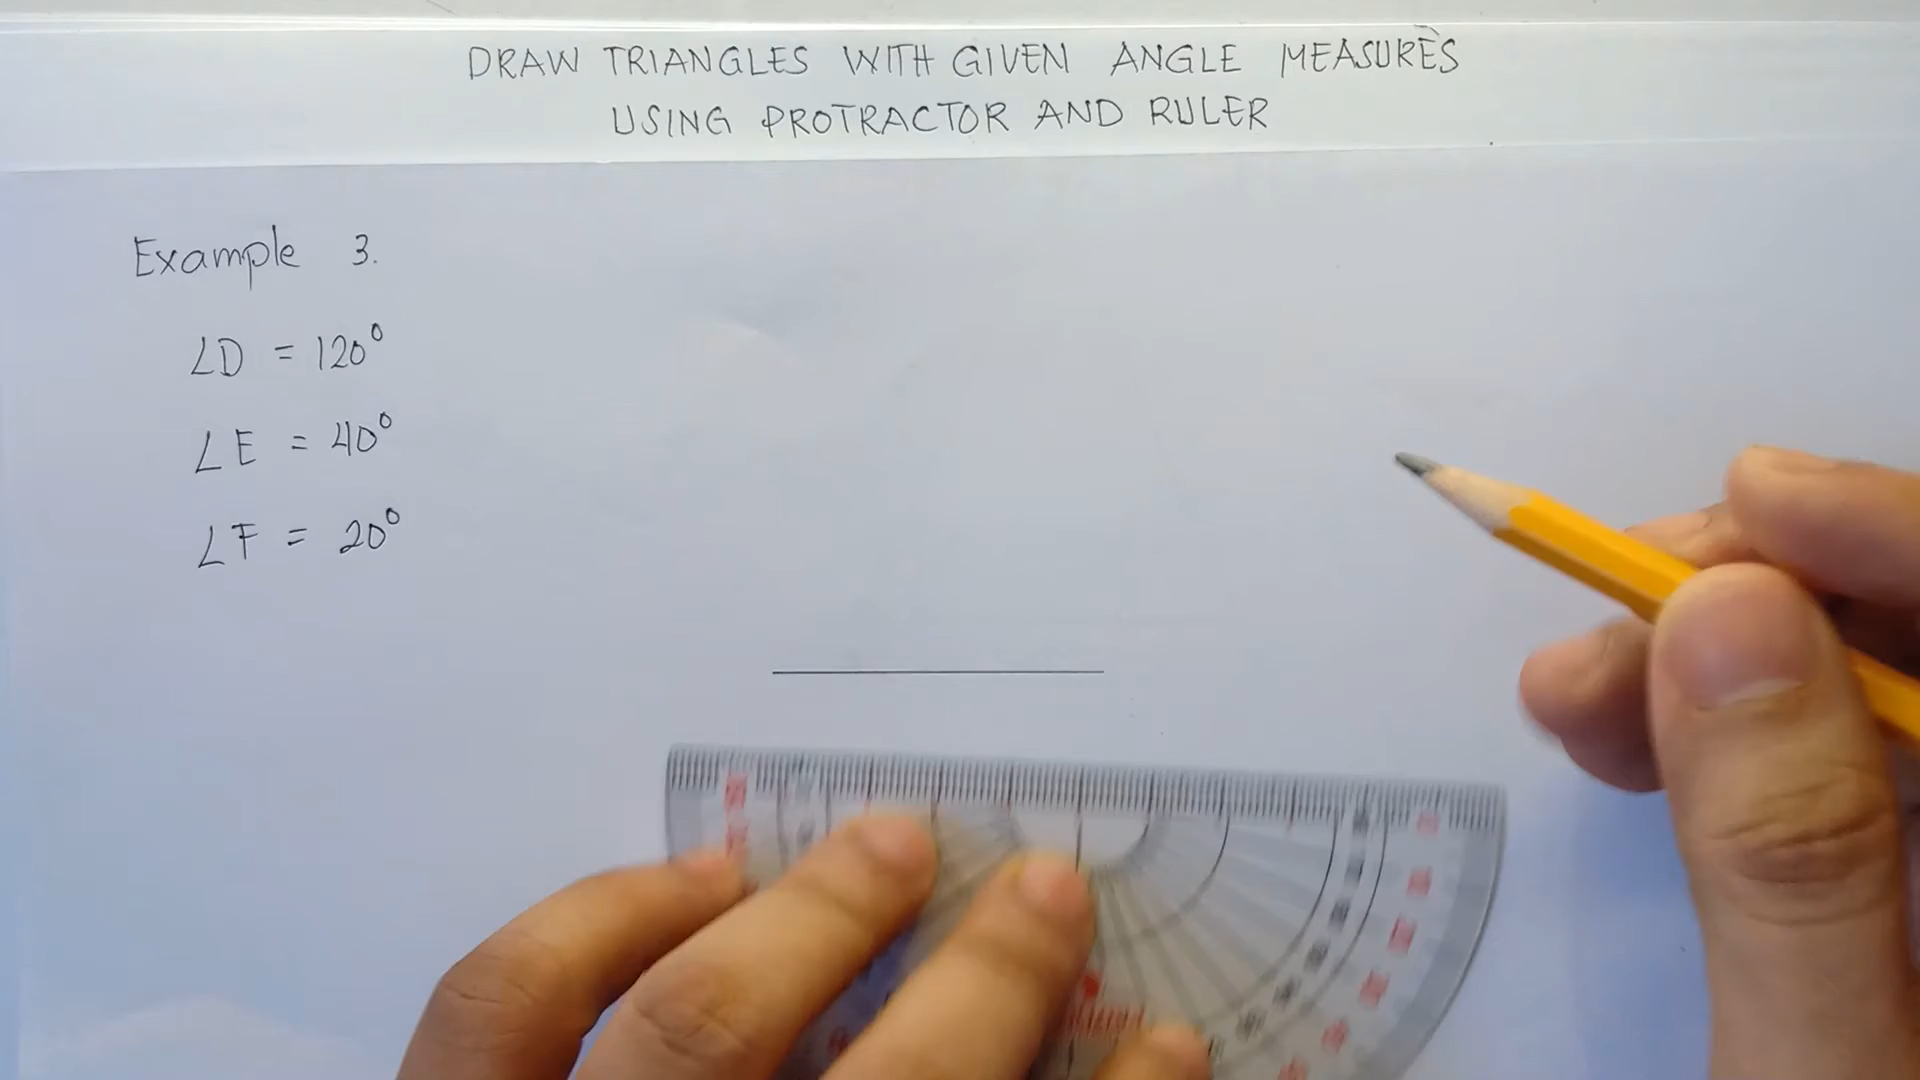 DRAW TRIANGLES WITH GIVEN ANGLE MEASURES
USING PROTRACTOR AND RULER
Example 3.
∠D = 120°
∠E = 40°
∠F = 20°